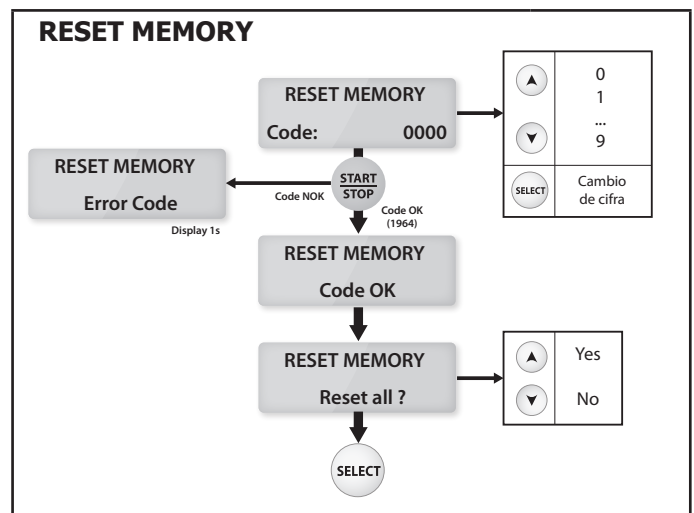 RESET MEMORY
RESET MEMORY
Code: 0000
0
1
...
9
SELECT
Cambio
de cifra
START
STOP
Code NOK
RESET MEMORY
Error Code
Display 1s
Code OK
(1964)
RESET MEMORY
Code OK
RESET MEMORY
Reset all ?
Yes
No
SELECT